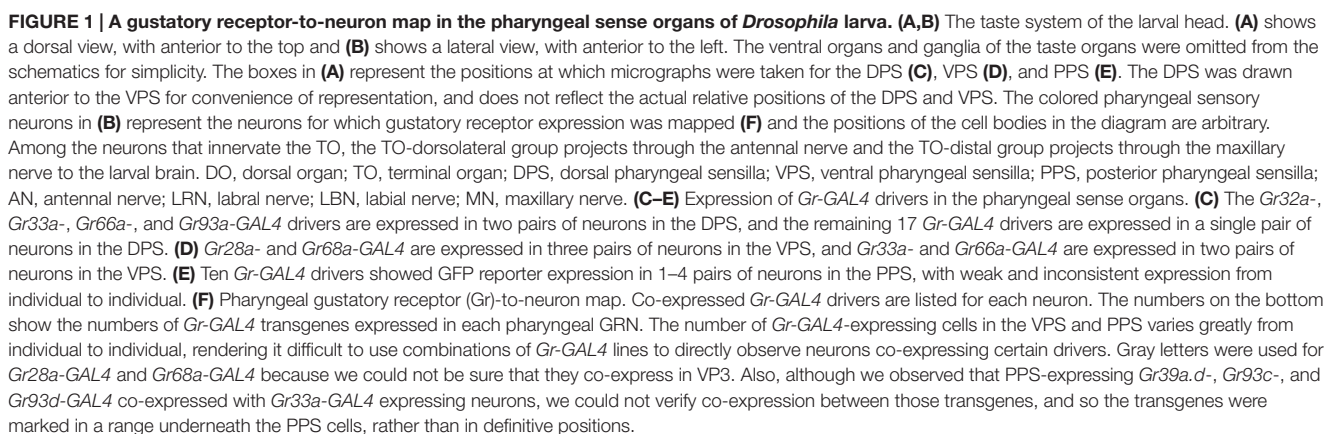 FIGURE 1 | A gustatory receptor-to-neuron map in the pharyngeal sense organs of Drosophila larva. (A,B) The taste system of the larval head. (A) shows
a dorsal view, with anterior to the top and (B) shows a lateral view, with anterior to the left. The ventral organs and ganglia of the taste organs were omitted from the
schematics for simplicity. The boxes in (A) represent the positions at which micrographs were taken for the DPS (C), VPS (D), and PPS (E). The DPS was drawn
anterior to the VPS for convenience of representation, and does not reflect the actual relative positions of the DPS and VPS. The colored pharyngeal sensory
neurons in (B) represent the neurons for which gustatory receptor expression was mapped (F) and the positions of the cell bodies in the diagram are arbitrary.
Among the neurons that innervate the TO, the TO-dorsolateral group projects through the antennal nerve and the TO-distal group projects through the maxillary
nerve to the larval brain. DO, dorsal organ; TO, terminal organ; DPS, dorsal pharyngeal sensilla; VPS, ventral pharyngeal sensilla; PPS, posterior pharyngeal sensilla;
AN, antennal nerve; LRN, labral nerve; LBN, labial nerve; MN, maxillary nerve. (C–E) Expression of Gr-GAL4 drivers in the pharyngeal sense organs. (C) The Gr32a-,
Gr33a-, Gr66a-, and Gr93a-GAL4 drivers are expressed in two pairs of neurons in the DPS, and the remaining 17 Gr-GAL4 drivers are expressed in a single pair of
neurons in the DPS. (D) Gr28a- and Gr68a-GAL4 are expressed in three pairs of neurons in the VPS, and Gr33a- and Gr66a-GAL4 are expressed in two pairs of
neurons in the VPS. (E) Ten Gr-GAL4 drivers showed GFP reporter expression in 1–4 pairs of neurons in the PPS, with weak and inconsistent expression from
individual to individual. (F) Pharyngeal gustatory receptor (Gr)-to-neuron map. Co-expressed Gr-GAL4 drivers are listed for each neuron. The numbers on the bottom
show the numbers of Gr-GAL4 transgenes expressed in each pharyngeal GRN. The number of Gr-GAL4-expressing cells in the VPS and PPS varies greatly from
individual to individual, rendering it difficult to use combinations of Gr-GAL4 lines to directly observe neurons co-expressing certain drivers. Gray letters were used for
Gr28a-GAL4 and Gr68a-GAL4 because we could not be sure that they co-express in VP3. Also, although we observed that PPS-expressing Gr39a.d-, Gr93c-, and
Gr93d-GAL4 co-expressed with Gr33a-GAL4 expressing neurons, we could not verify co-expression between those transgenes, and so the transgenes were
marked in a range underneath the PPS cells, rather than in definitive positions.